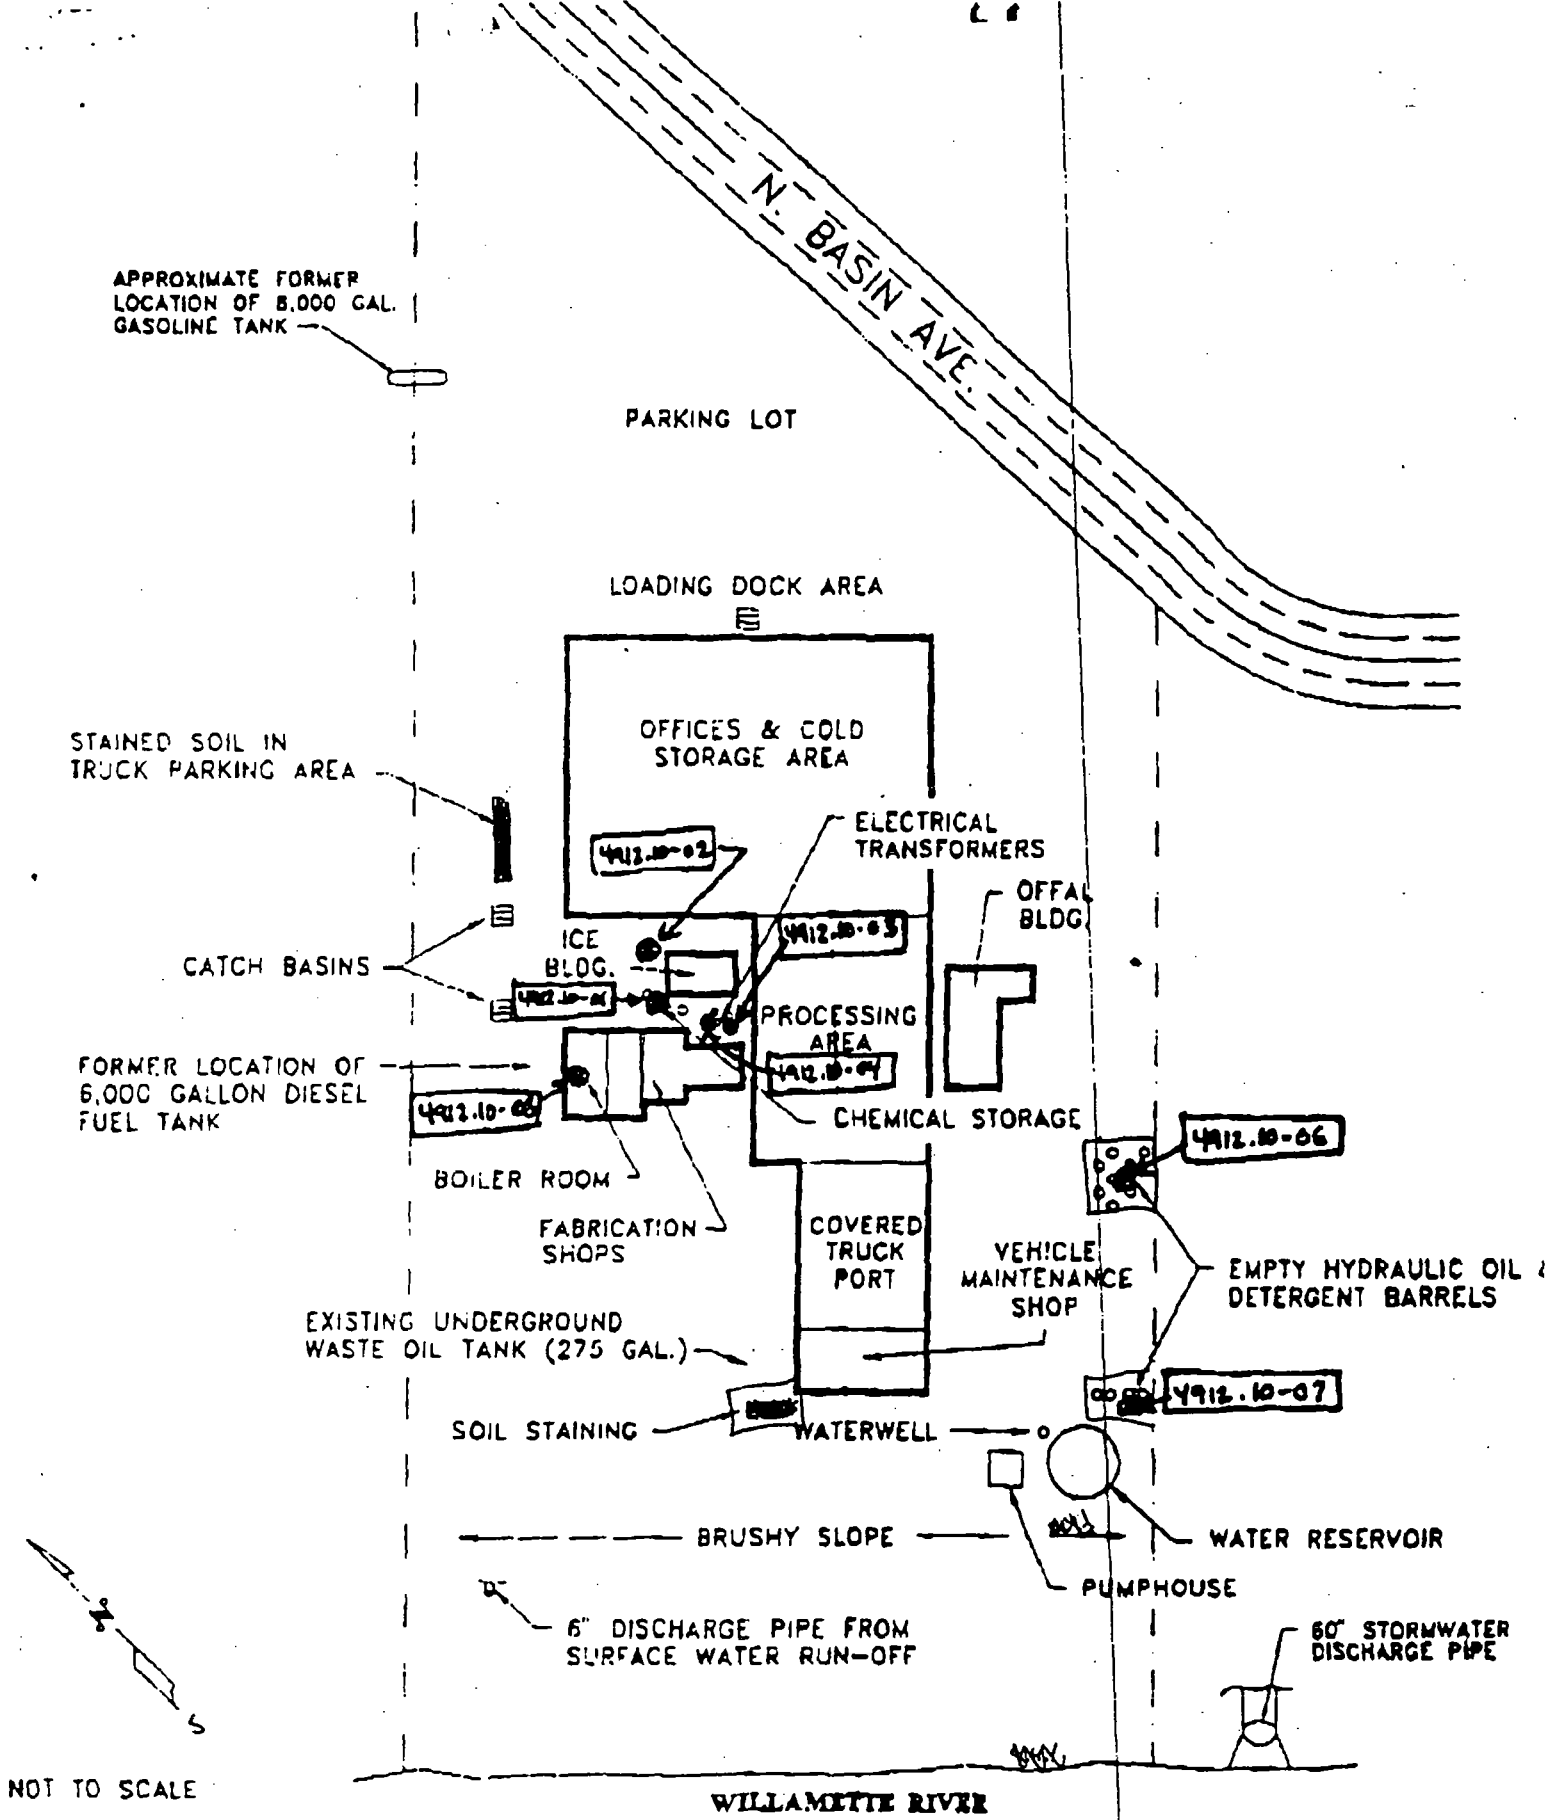 N. BASIN AVE.
APPROXIMATE FORMER
LOCATION OF 8,000 GAL.
GASOLINE TANK
PARKING LOT
LOADING DOCK AREA
OFFICES & COLD
STORAGE AREA
STAINED SOIL IN
TRUCK PARKING AREA
4912.10-02
ELECTRICAL
TRANSFORMERS
OFFAL
BLDG.
4912.10-03
ICE
BLDG.
CATCH BASINS
PROCESSING
AREA
4912.10-04
FORMER LOCATION OF
6,000 GALLON DIESEL
FUEL TANK
CHEMICAL STORAGE
4912.10-06
BOILER ROOM
FABRICATION
SHOPS
COVERED
TRUCK
PORT
VEHICLE
MAINTENANCE
SHOP
EMPTY HYDRAULIC OIL &
DETERGENT BARRELS
EXISTING UNDERGROUND
WASTE OIL TANK (275 GAL.)
4912.10-07
SOIL STAINING
WATERWELL
BRUSHY SLOPE
WATER RESERVOIR
PUMPHOUSE
N
6" DISCHARGE PIPE FROM
SURFACE WATER RUN-OFF
60" STORMWATER
DISCHARGE PIPE
S
NOT TO SCALE
WILLAMETTE RIVER